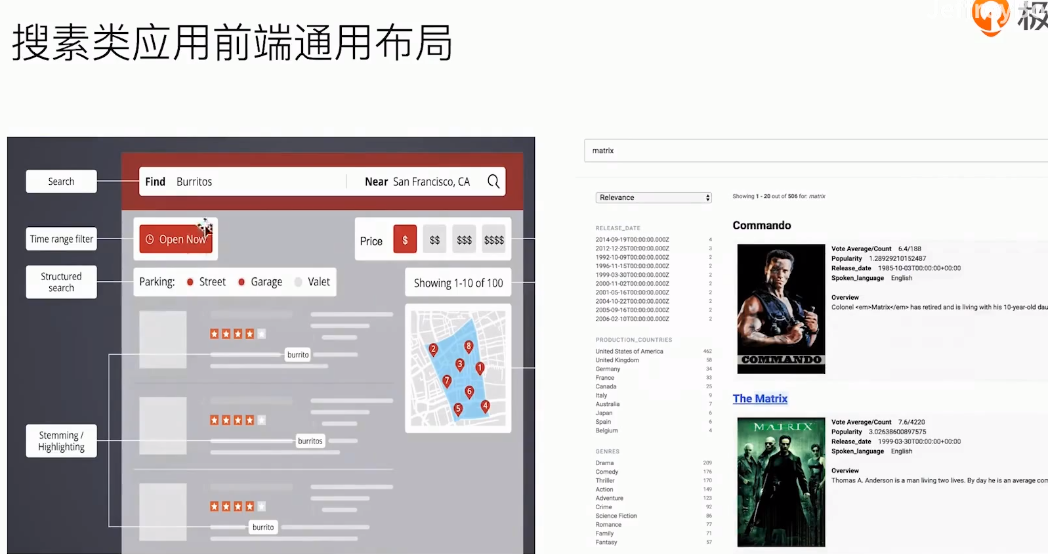 搜素类应用前端通用布局
极
Search
Find Burritos
Near San Francisco, CA
Time range filter
Open Now
Price $ $$ $$$ $$$$
Structured
search
Parking: Street Garage Valet
Showing 1-10 of 100
burrito
2
8
3
1
7
6
5
4
Stemming /
Highlighting
burritos
burrito
matrix
Relevance
Showing 1 - 20 out of 506 for: matrix
RELEASE_DATE
2014-09-19T00:00:00.000Z 4
2012-12-25T00:00:00.000Z 3
1992-10-09T00:00:00.000Z 2
1996-11-15T00:00:00.000Z 2
1999-03-30T00:00:00.000Z 2
2000-11-02T00:00:00.000Z 2
2001-05-16T00:00:00.000Z 2
2004-10-22T00:00:00.000Z 2
2005-09-16T00:00:00.000Z 2
2006-02-10T00:00:00.000Z 2
PRODUCTION_COUNTRIES
United States of America 462
United Kingdom 58
Germany 34
France 33
Canada 25
Italy 9
Australia 7
Japan 6
Spain 6
Belgium 4
GENRES
Drama 209
Comedy 176
Thriller 170
Action 149
Adventure 123
Crime 92
Science Fiction 86
Romance 77
Family 71
Fantasy 57
Commando
Vote Average/Count 6.4/188
Popularity 1.28929210152487
Release_date 1985-10-03T00:00:00+00:00
Spoken_language English
Overview
Colonel <em>Matrix</em> has retired and is living with his 10-year-old
COMMANDO
The Matrix
Vote Average/Count 7.6/4220
Popularity 3.02638600897575
Release_date 1999-03-30T00:00:00+00:00
Spoken_language English
Overview
Thomas A. Anderson is a man living two lives. By day he is an average
MATRIX